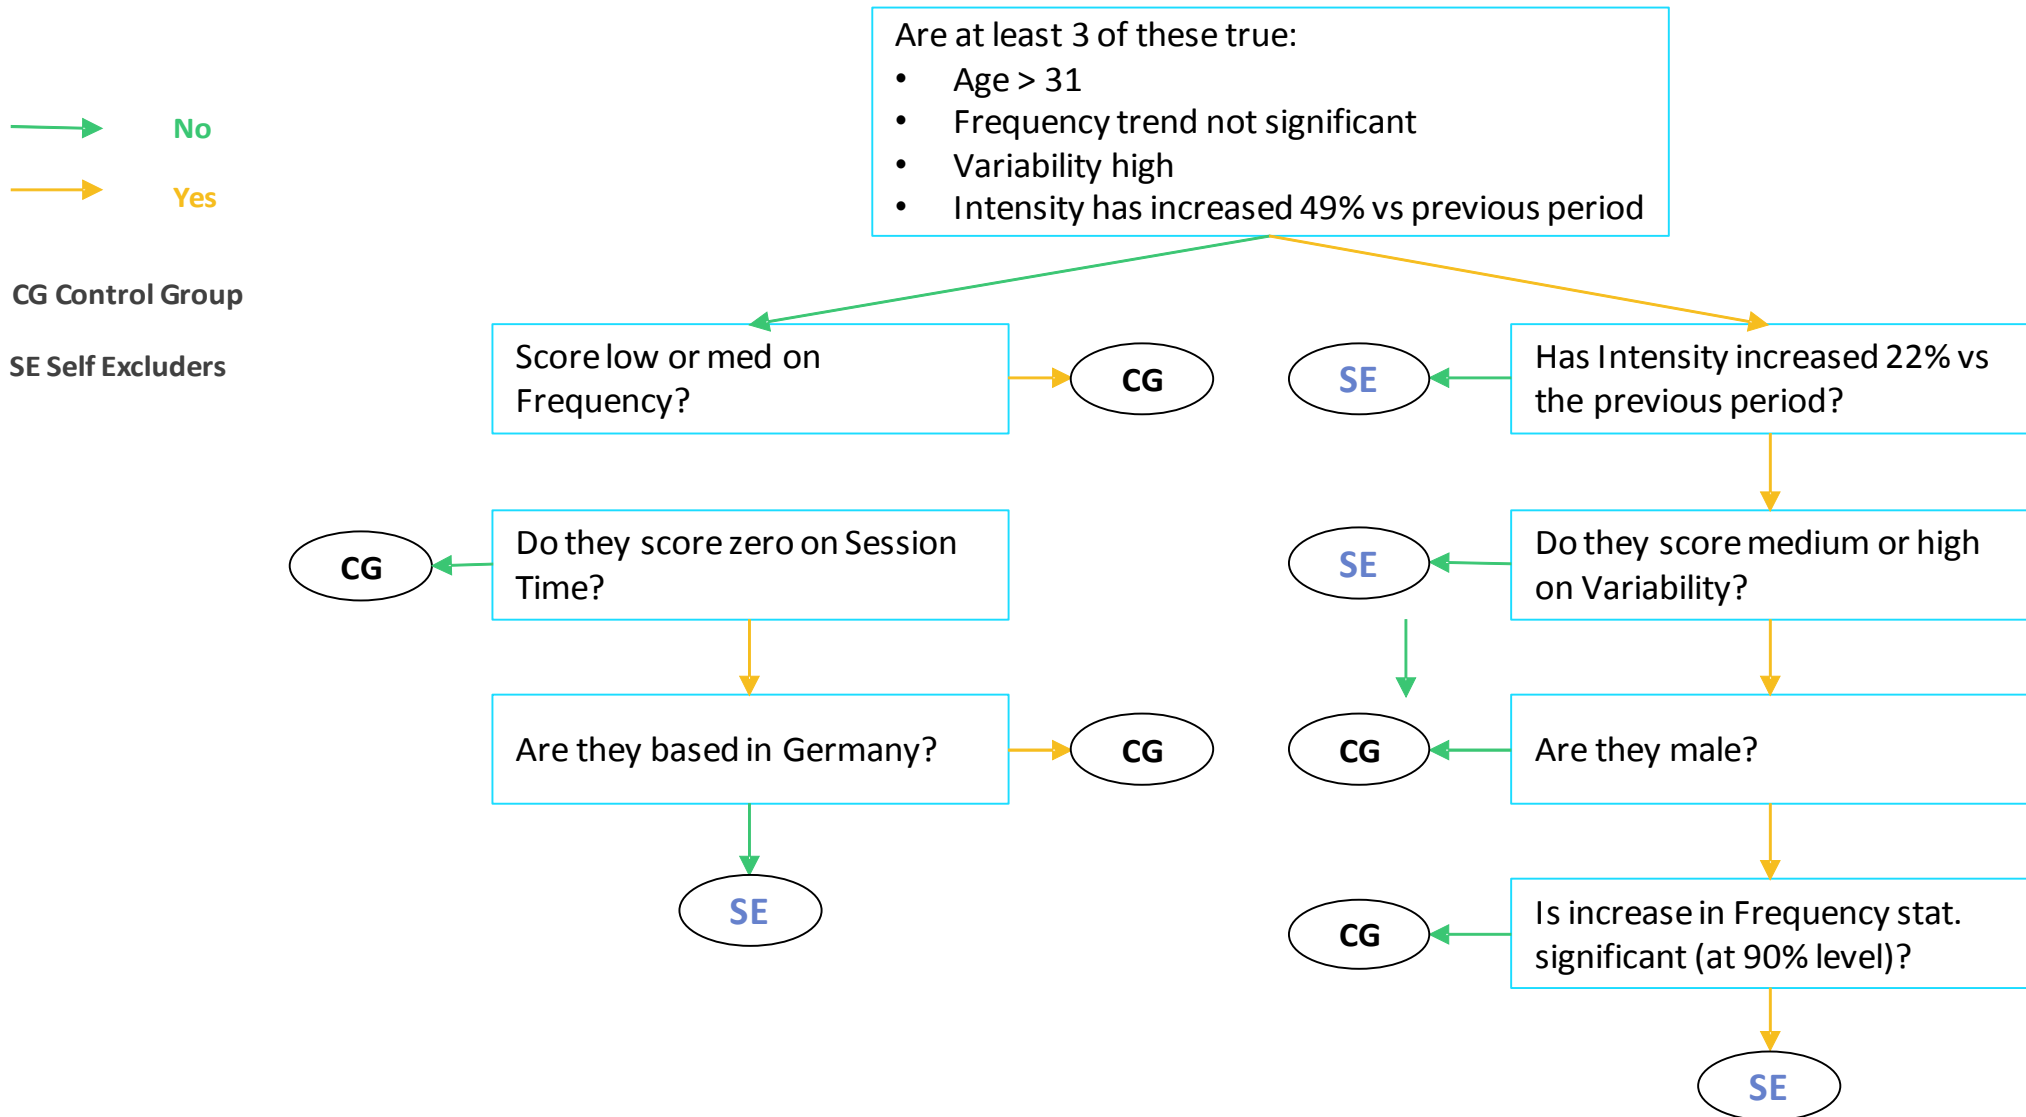 Are at least 3 of these true:
• Age > 31
• Frequency trend not significant
• Variability high
• Intensity has increased 49% vs previous period
No
Yes
CG Control Group
SE Self Excluders
Score low or med on
Frequency?
CG
SE
Has Intensity increased 22% vs
the previous period?
CG
Do they score zero on Session
Time?
SE
Do they score medium or high
on Variability?
Are they based in Germany?
CG
CG
Are they male?
SE
CG
Is increase in Frequency stat.
significant (at 90% level)?
SE